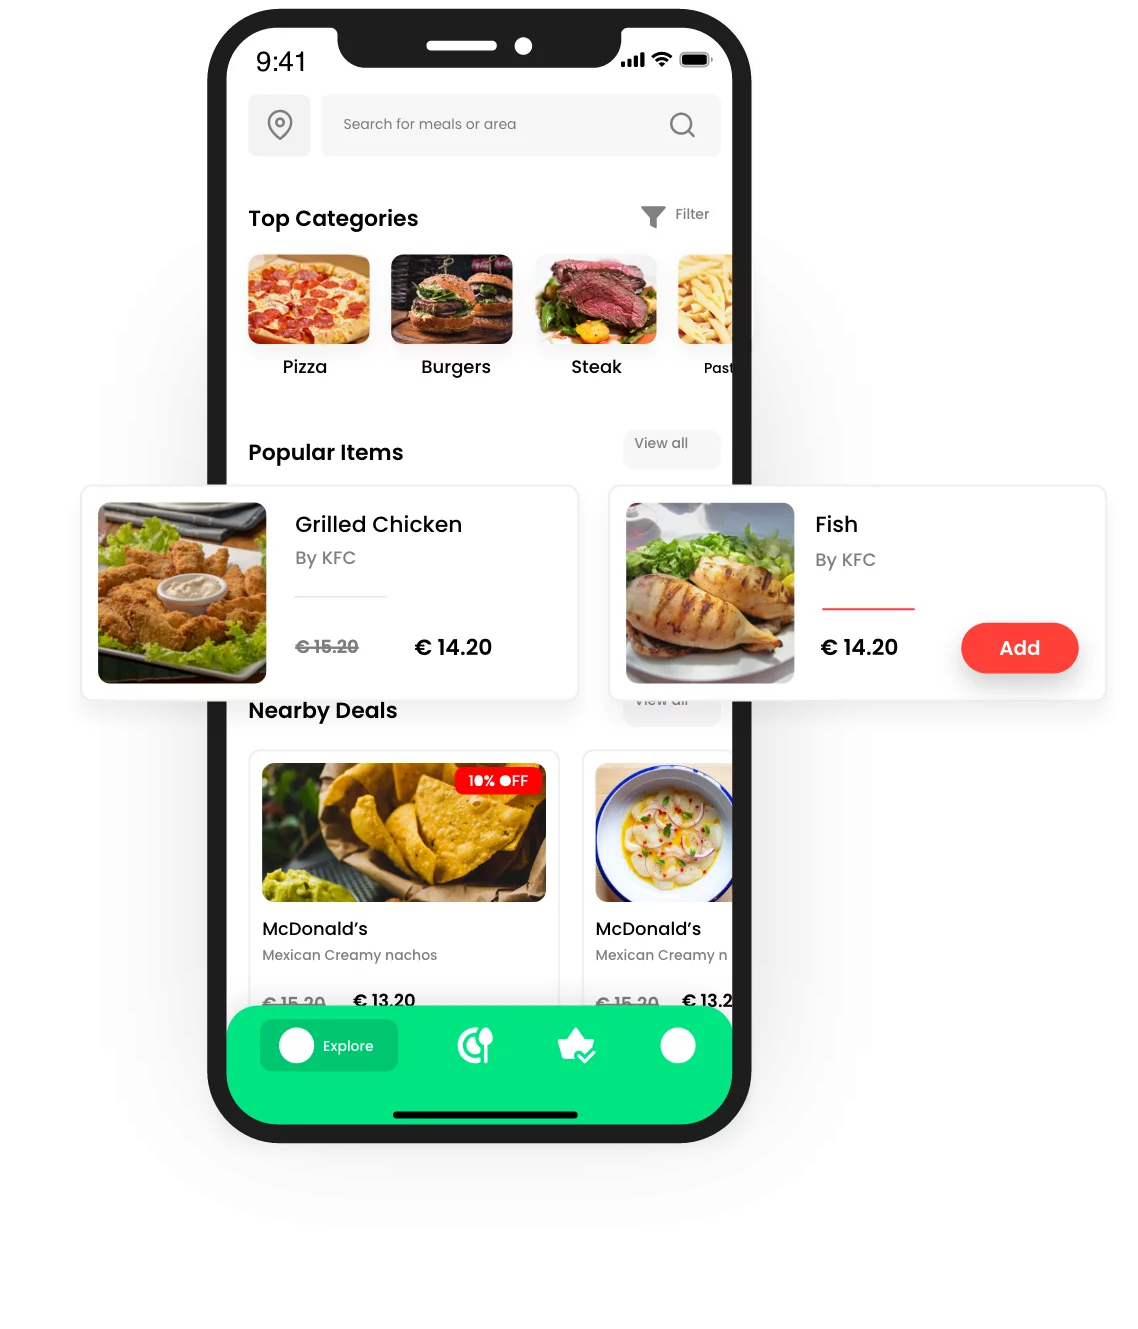 9:41
Search for meals or area
Top Categories
Filter
Pizza
Burgers
Steak
Past
Popular Items
View all
Grilled Chicken
By KFC
€ 15.20
€ 14.20
Fish
By KFC
€ 14.20
Add
Nearby Deals
View all
10% OFF
McDonald’s
Mexican Creamy nachos
€ 15.20
€ 13.20
McDonald’s
Mexican Creamy n
€ 15.20
€ 13.2
Explore